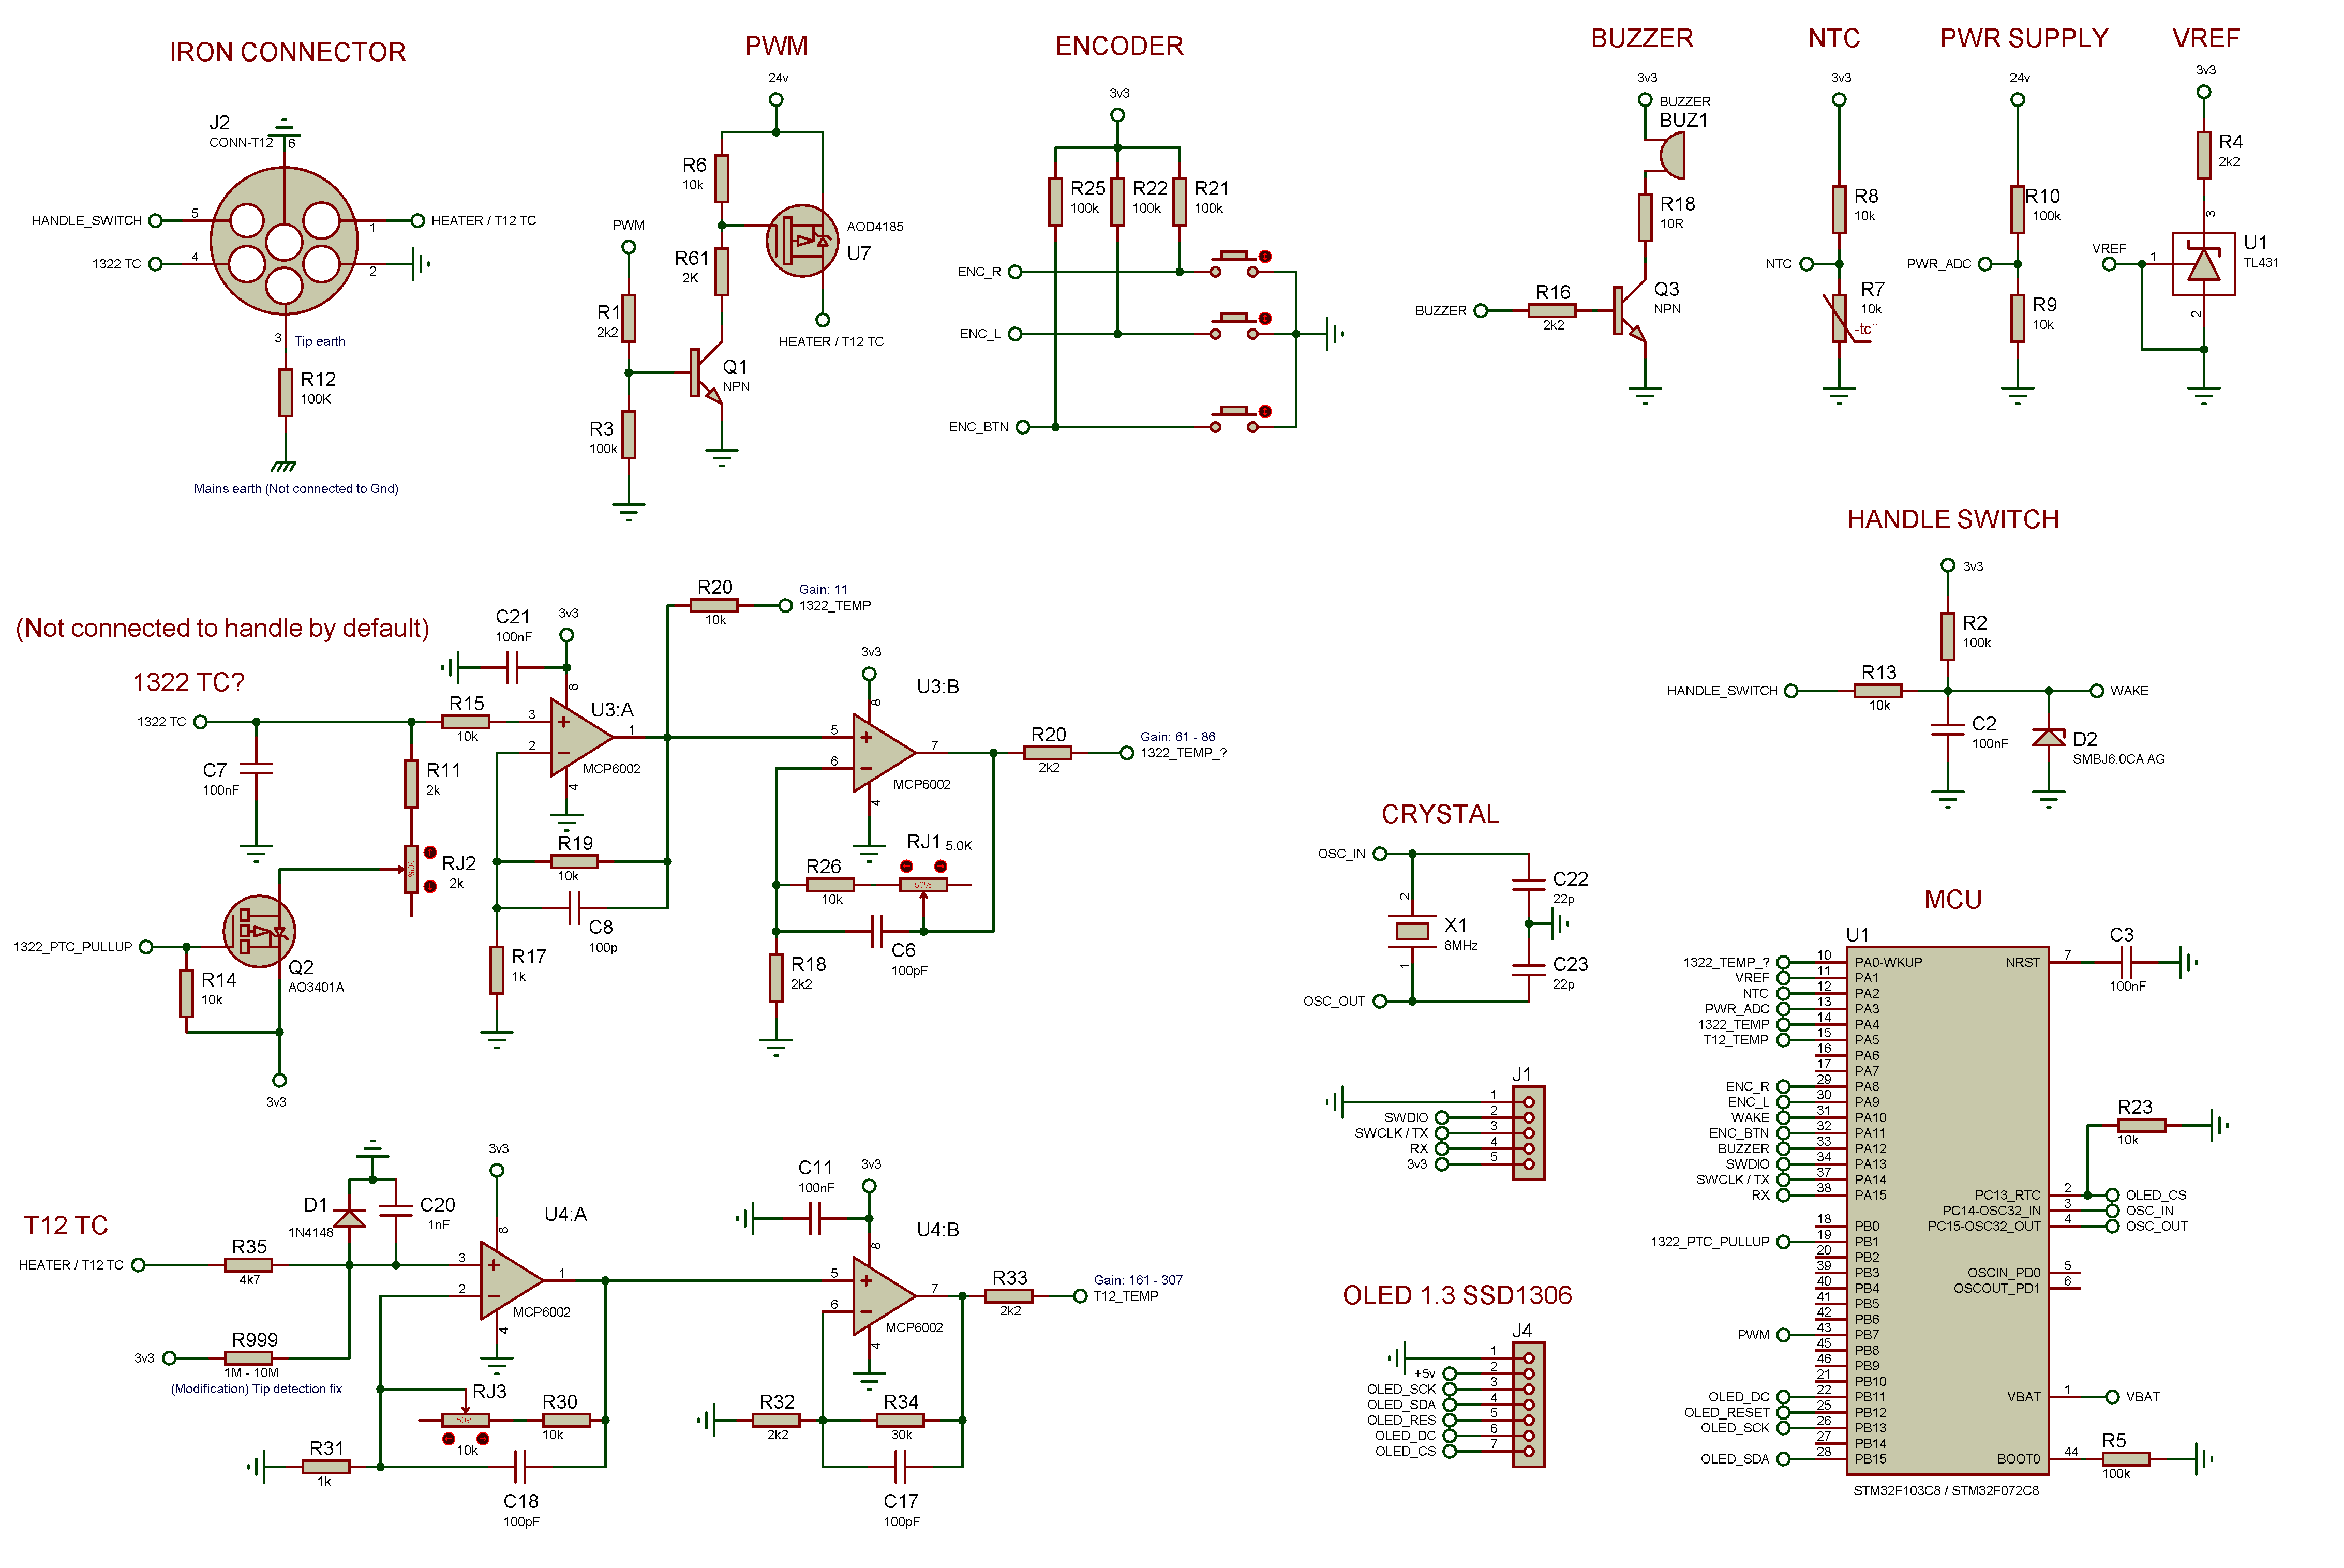 IRON CONNECTOR
J2
CONN-T12
6
HANDLE_SWITCH
5
1322 TC
4
1
HEATER / T12 TC
2
3
Tip earth
R12
100K
Mains earth (Not connected to Gnd)
PWM
24v
R6
10k
PWM
R61
2K
AOD4185
U7
R1
2k2
HEATER / T12 TC
Q1
NPN
R3
100k
ENCODER
3v3
R25
100k
R22
100k
R21
100k
ENC_R
ENC_L
ENC_BTN
BUZZER
3v3
BUZZER
BUZ1
R18
10R
BUZZER
R16
2k2
Q3
NPN
NTC
3v3
R8
10k
NTC
R7
10k
-tc°
PWR SUPPLY
24v
R10
100k
PWR_ADC
R9
10k
VREF
3v3
R4
2k2
3
VREF
1
U1
TL431
2
HANDLE SWITCH
3v3
R2
100k
HANDLE_SWITCH
R13
10k
WAKE
C2
100nF
D2
SMBJ6.0CA AG
(Not connected to handle by default)
1322 TC?
1322 TC
C7
100nF
R15
10k
R11
2k
RJ2
2k
50%
1322_PTC_PULLUP
R14
10k
Q2
AO3401A
3v3
C21
100nF
3v3
8
3
2
U3:A
1
MCP6002
4
R19
10k
C8
100p
R17
1k
R20
10k
Gain: 11
1322_TEMP
3v3
U3:B
8
5
6
7
MCP6002
4
R20
2k2
Gain: 61 - 86
1322_TEMP_?
RJ1
5.0K
50%
R26
10k
C6
100pF
R18
2k2
T12 TC
HEATER / T12 TC
R35
4k7
D1
1N4148
C20
1nF
3v3
R999
1M - 10M
(Modification) Tip detection fix
3v3
8
3
2
U4:A
1
MCP6002
4
RJ3
50%
10k
R30
10k
R31
1k
C18
100pF
C11
100nF
3v3
U4:B
8
5
6
7
MCP6002
4
R33
2k2
Gain: 161 - 307
T12_TEMP
R32
2k2
R34
30k
C17
100pF
CRYSTAL
OSC_IN
2
X1
8MHz
1
OSC_OUT
C22
22p
C23
22p
J1
1
SWDIO 2
SWCLK / TX 3
RX 4
3v3 5
OLED 1.3 SSD1306
J4
1
+5v 2
OLED_SCK 3
OLED_SDA 4
OLED_RES 5
OLED_DC 6
OLED_CS 7
MCU
U1
1322_TEMP_? 10 PA0-WKUP
VREF 11 PA1
NTC 12 PA2
PWR_ADC 13 PA3
1322_TEMP 14 PA4
T12_TEMP 15 PA5
16 PA6
17 PA7
ENC_R 29 PA8
ENC_L 30 PA9
WAKE 31 PA10
ENC_BTN 32 PA11
BUZZER 33 PA12
SWDIO 34 PA13
SWCLK / TX 37 PA14
RX 38 PA15
18 PB0
1322_PTC_PULLUP 19 PB1
20 PB2
39 PB3
40 PB4
41 PB5
42 PB6
PWM 43 PB7
45 PB8
46 PB9
21 PB10
OLED_DC 22 PB11
OLED_RESET 25 PB12
OLED_SCK 26 PB13
27 PB14
OLED_SDA 28 PB15
NRST 7
C3
100nF
R23
10k
PC13_RTC 2 OLED_CS
PC14-OSC32_IN 3 OSC_IN
PC15-OSC32_OUT 4 OSC_OUT
OSCIN_PD0 5
OSCOUT_PD1 6
VBAT 1 VBAT
BOOT0 44
R5
100k
STM32F103C8 / STM32F072C8